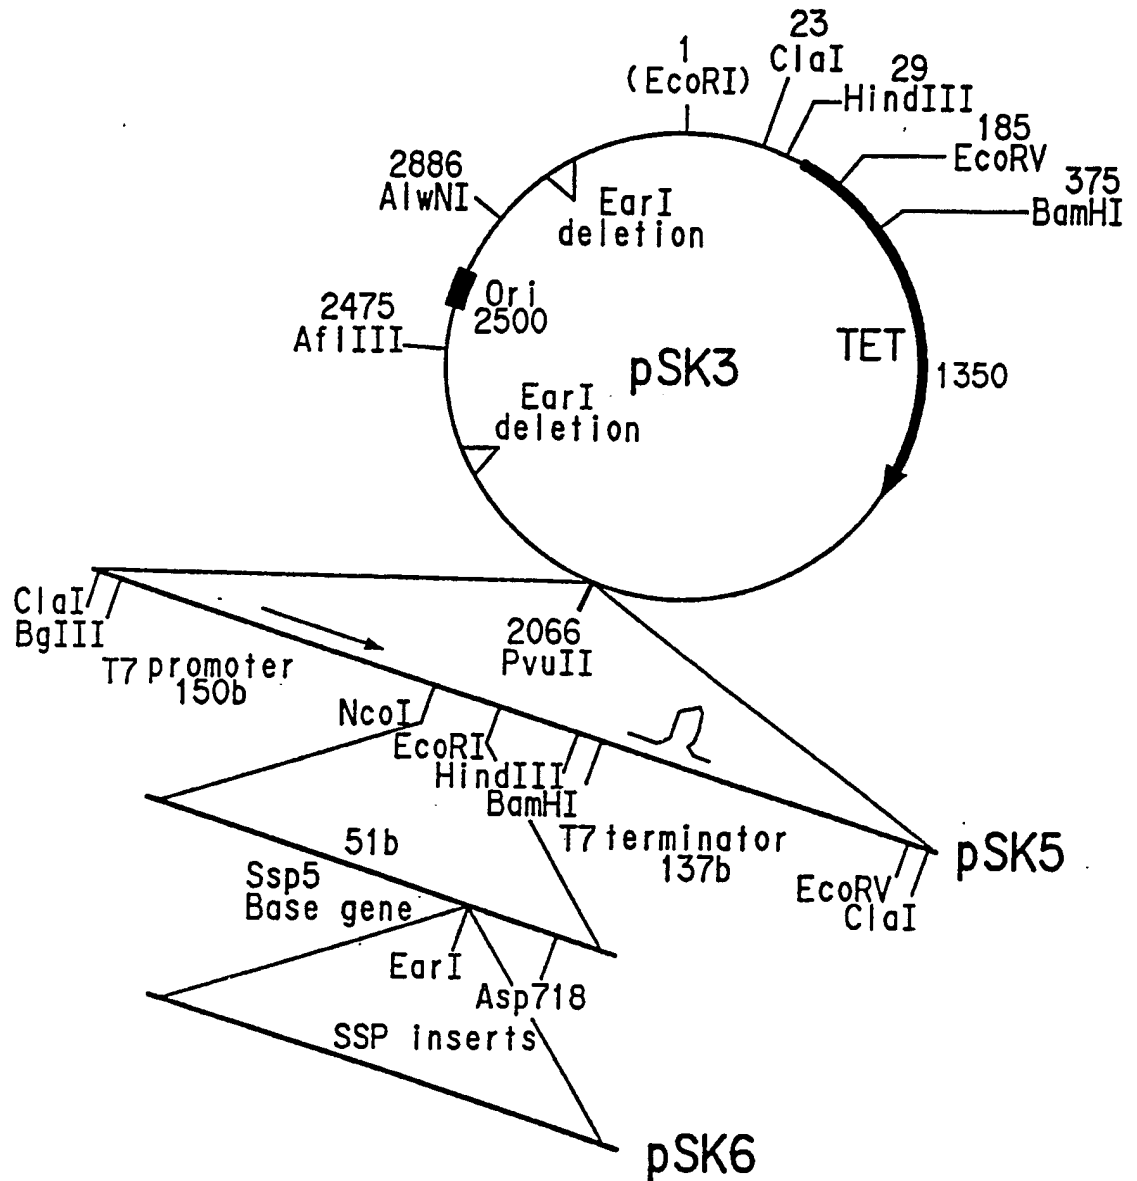 1
(EcoRI)
23
ClaI
29
HindIII
185
EcoRV
375
BamHI
2886
AlwNI
EarI
deletion
Ori
2500
2475
AflIII
pSK3
TET
1350
EarI
deletion
ClaI
BglII
T7 promoter
150b
2066
PvuII
NcoI
EcoRI
HindIII
BamHI
T7 terminator
137b
pSK5
EcoRV
ClaI
51b
Ssp5
Base gene
EarI
Asp718
SSP inserts
pSK6